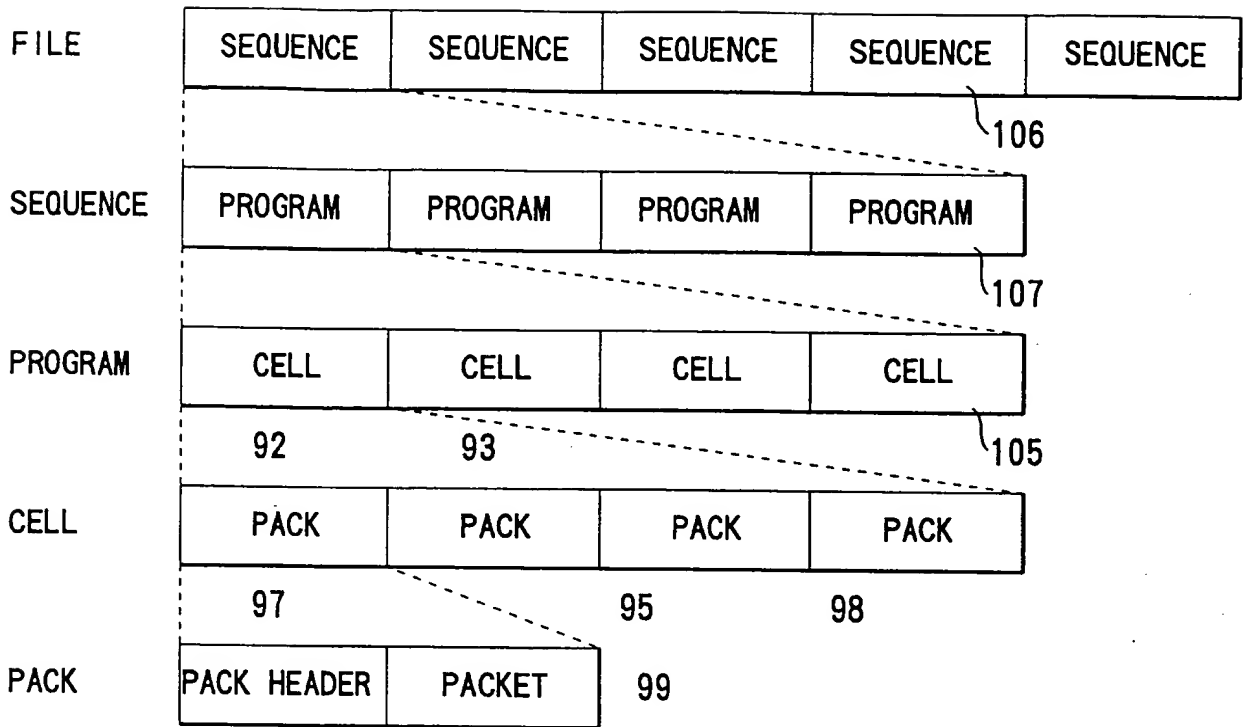 FILE SEQUENCE SEQUENCE SEQUENCE SEQUENCE SEQUENCE
106
SEQUENCE PROGRAM PROGRAM PROGRAM PROGRAM
107
PROGRAM CELL CELL CELL CELL
92 93 105
CELL PACK PACK PACK PACK
97 95 98
PACK PACK HEADER PACKET 99